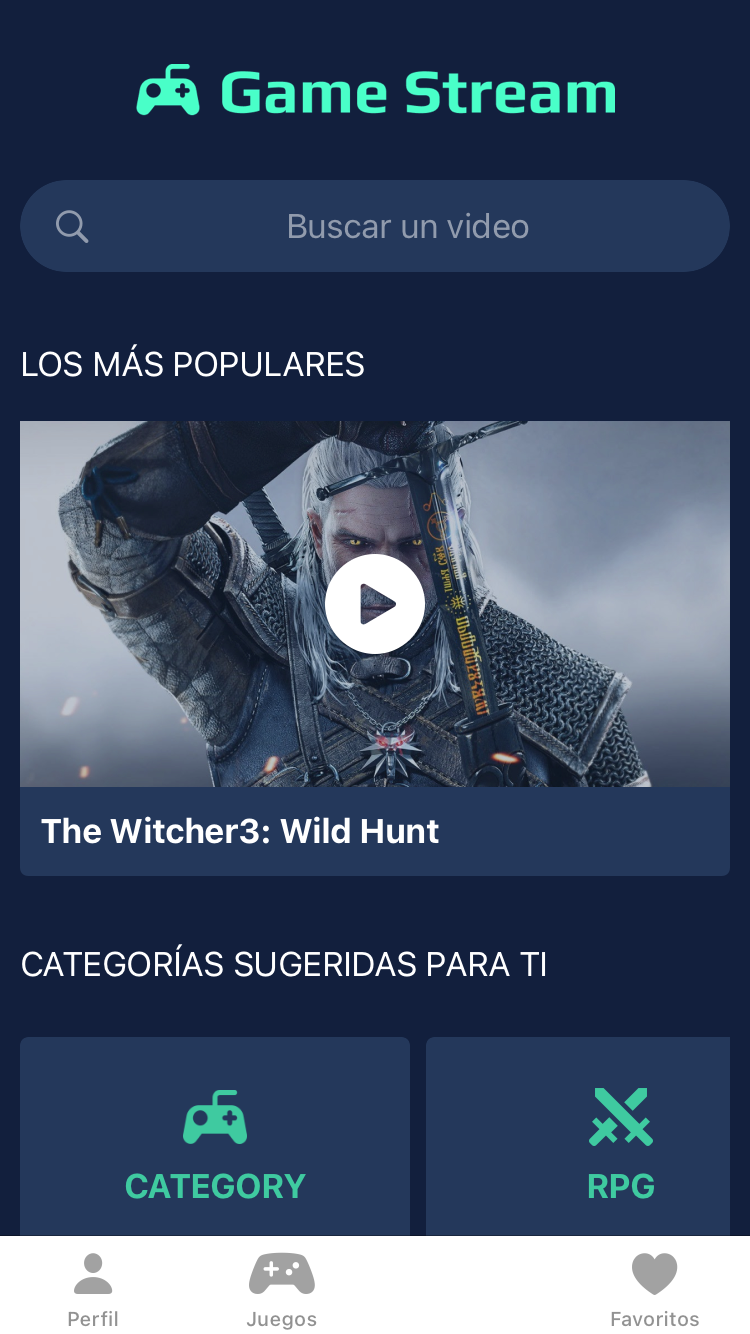 Game Stream
Buscar un video
LOS MÁS POPULARES
The Witcher3: Wild Hunt
CATEGORÍAS SUGERIDAS PARA TI
CATEGORY
RPG
Perfil
Juegos
Favoritos